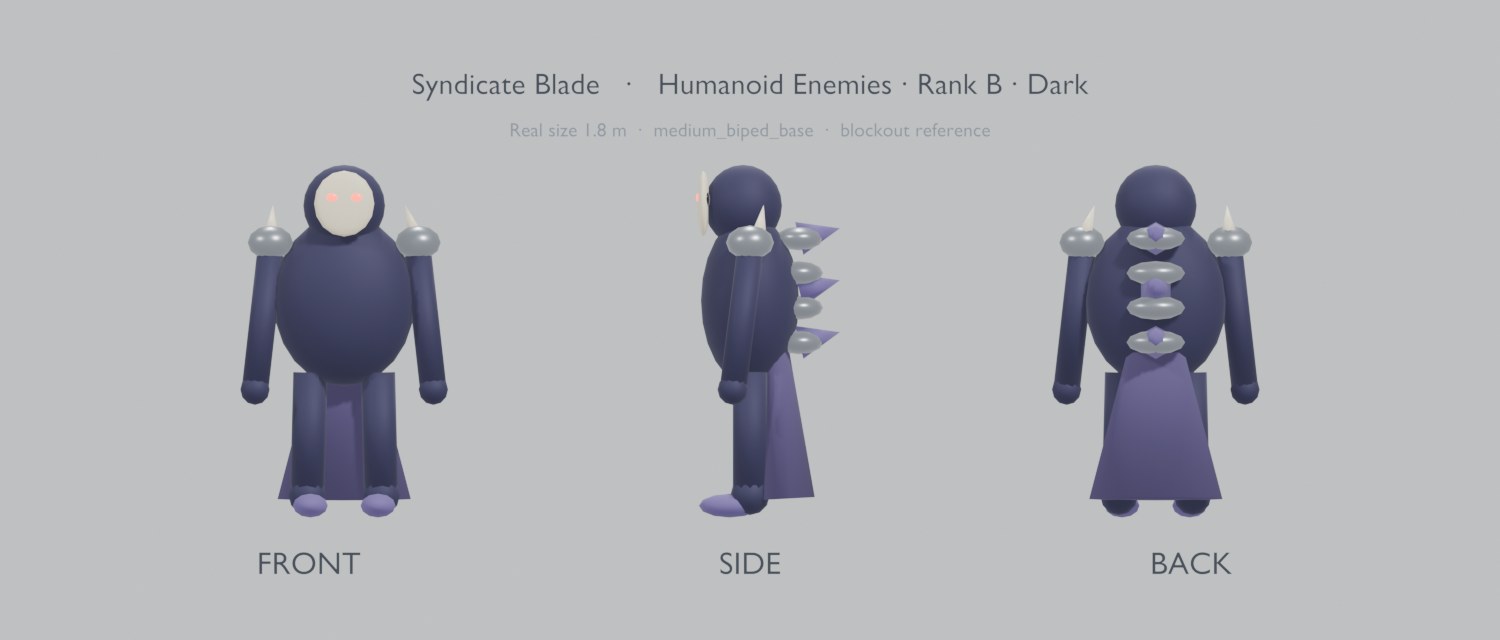 Syndicate Blade · Humanoid Enemies · Rank B · Dark
Real size 1.8 m · medium_biped_base · blockout reference
FRONT SIDE BACK